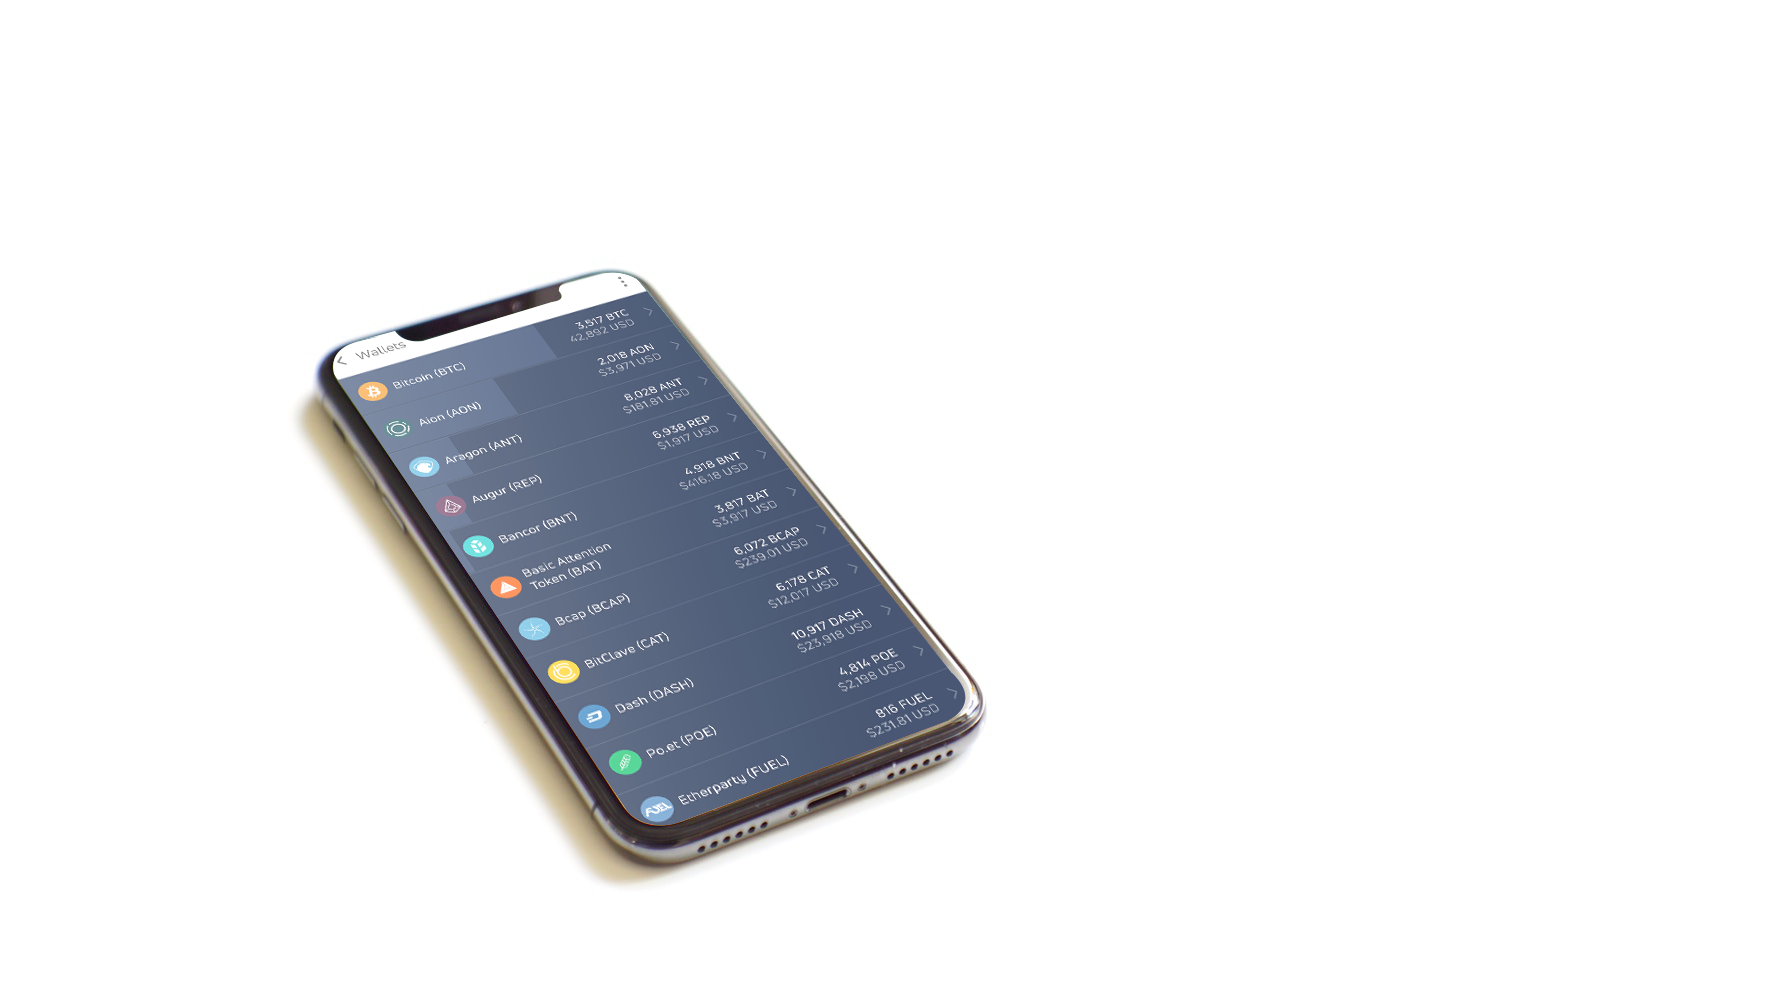 Wallets
Bitcoin (BTC)
3,517 BTC
42,892 USD
Aion (AON)
2,018 AON
$3,971 USD
Aragon (ANT)
8,028 ANT
$181.81 USD
Augur (REP)
6,938 REP
$1,917 USD
Bancor (BNT)
4,918 BNT
$416.18 USD
Basic Attention
Token (BAT)
3,817 BAT
$3,917 USD
Bcap (BCAP)
6,072 BCAP
$239.01 USD
BitClave (CAT)
6,178 CAT
$12,017 USD
Dash (DASH)
10,917 DASH
$23,918 USD
Po.et (POE)
4,814 POE
$2,198 USD
FUEL
Etherparty (FUEL)
816 FUEL
$231.81 USD